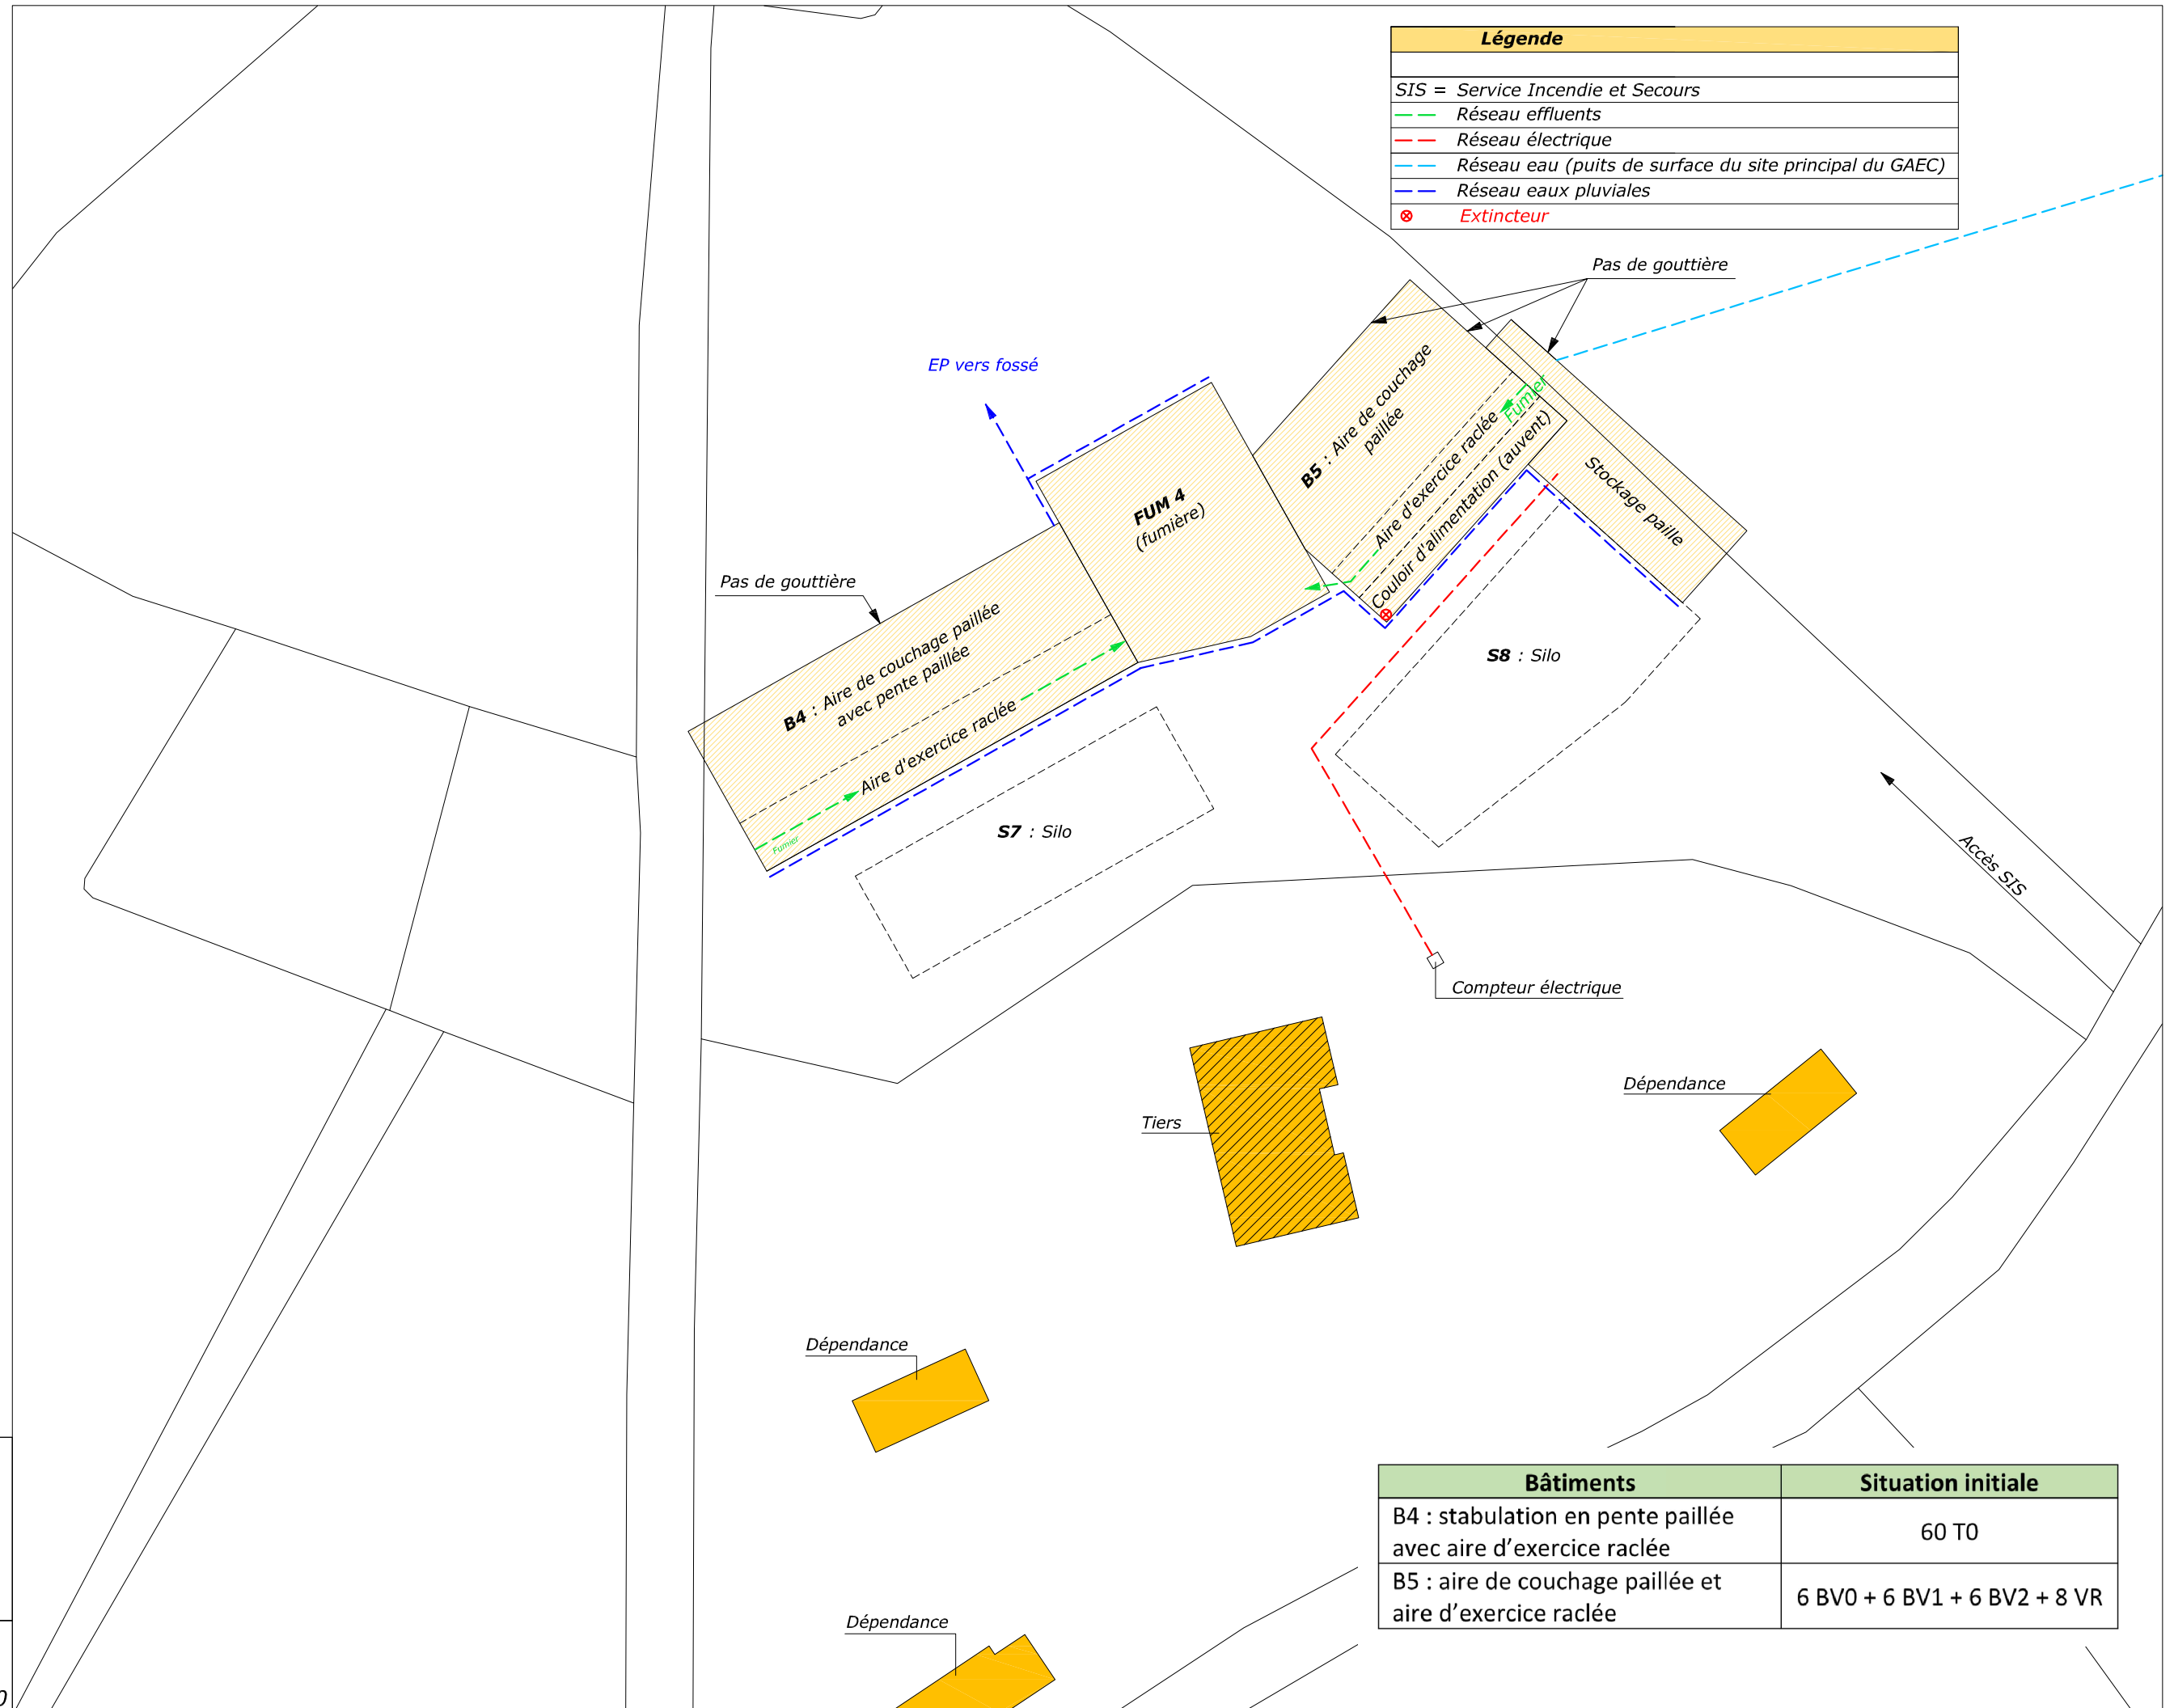 Légende
SIS = Service Incendie et Secours
Réseau effluents
Réseau électrique
Réseau eau (puits de surface du site principal du GAEC)
Réseau eaux pluviales
Extincteur
Pas de gouttière
EP vers fossé
B5 : Aire de couchage
paillée
Aire d'exercice raclée
Fumier
Couloir d'alimentation (auvent)
Stockage paille
FUM 4
(fumière)
Pas de gouttière
B4 : Aire de couchage paillée
avec pente paillée
Aire d'exercice raclée
Fumier
S8 : Silo
S7 : Silo
Accès SIS
Compteur électrique
Dépendance
Tiers
Dépendance
Dépendance
Bâtiments Situation initiale
B4 : stabulation en pente paillée
avec aire d'exercice raclée
60 T0
B5 : aire de couchage paillée et
aire d'exercice raclée
6 BV0 + 6 BV1 + 6 BV2 + 8 VR